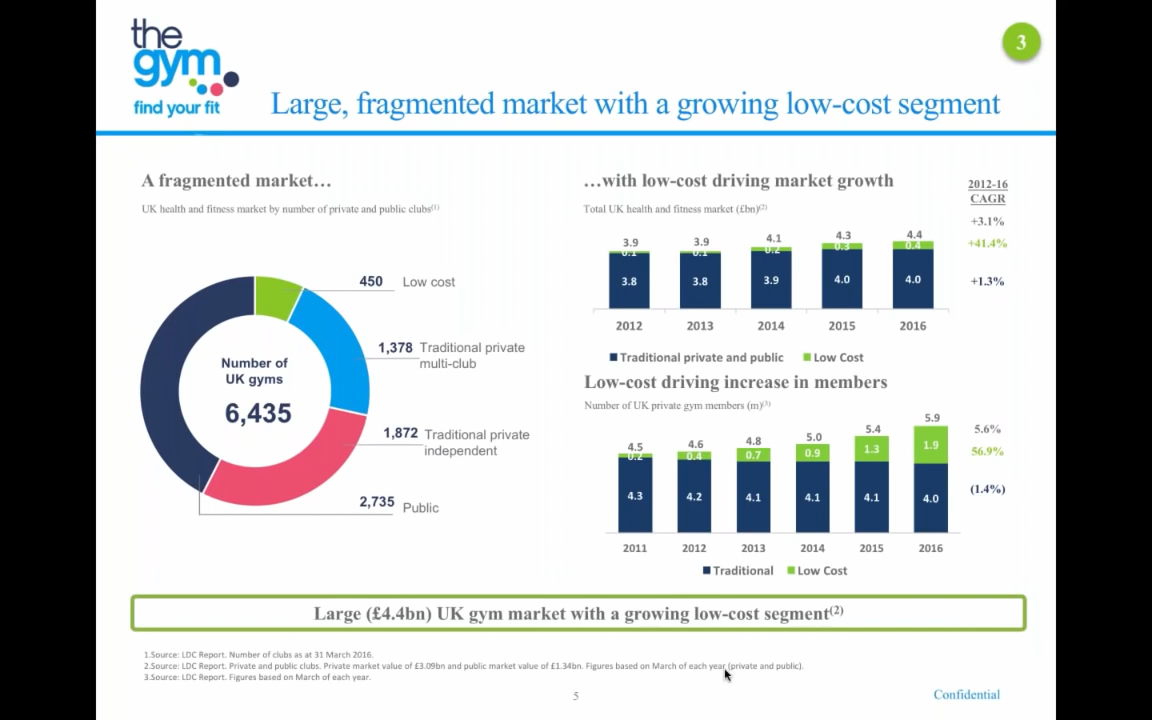 the
gym
find your fit
3
Large, fragmented market with a growing low-cost segment
A fragmented market…
UK health and fitness market by number of private and public clubs(1)
450 Low cost
1,378 Traditional private
multi-club
Number of
UK gyms
6,435
1,872 Traditional private
independent
2,735 Public
…with low-cost driving market growth
2012-16
CAGR
Total UK health and fitness market (£bn)(2)
+3.1%
+41.4%
+1.3%
3.9 3.9 4.1 4.3 4.4
0.1 0.1 0.2 0.3 0.4
3.8 3.8 3.9 4.0 4.0
2012 2013 2014 2015 2016
Traditional private and public Low Cost
Low-cost driving increase in members
Number of UK private gym members (m)(3)
5.6%
56.9%
(1.4%)
4.5 4.6 4.8 5.0 5.4 5.9
0.2 0.4 0.7 0.9 1.3 1.9
4.3 4.2 4.1 4.1 4.1 4.0
2011 2012 2013 2014 2015 2016
Traditional Low Cost
Large (£4.4bn) UK gym market with a growing low-cost segment(2)
1.Source: LDC Report. Number of clubs as at 31 March 2016.
2.Source: LDC Report. Private and public clubs. Private market value of £3.09bn and public market value of £1.34bn. Figures based on March of each year (private and public).
3.Source: LDC Report. Figures based on March of each year.
5
Confidential